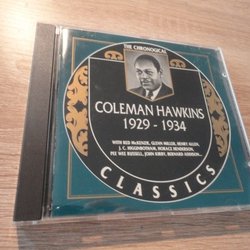 THE CHRONOGICAL
COLEMAN HAWKINS
1929 - 1934
WITH RED McKENZIE, GLENN MILLER, HENRY ALLEN,
J. C. HIGGINBOTHAM, HORACE HENDERSON,
PEE WEE RUSSELL, JOHN KIRBY, BERNARD ADDISON...
CLASSICS